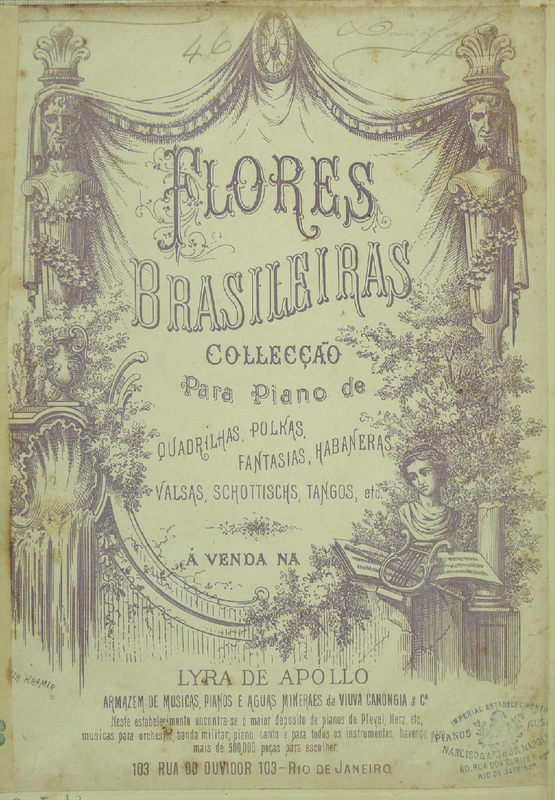 46
FLORES
BRASILEIRAS
COLLECÇÃO
Para Piano de
QUADRILHAS, POLKAS,
FANTASIAS, HABANERAS
VALSAS, SCHOTTISCHS, TANGOS, etc.
Á VENDA NA
LYRA DE APOLLO
ARMAZEM DE MUSICAS, PIANOS E AGUAS MINERAES da VIUVA CANONGIA & Cª
Neste estabelecimento encontra-se o maior deposito de pianos de Pleyel, Herz, etc,
musicas para orchestra, banda militar, piano, canto e para todos os instrumentos, havendo
mais de 500,000 peças para escolher.
103 RUA DO OUVIDOR 103 - RIO DE JANEIRO
KRAMER
IMPERIAL ESTABELECIMENTO
PIANOS MUS
NARCISO & ARTHUR NAPOL
RIO DE JANEIRO